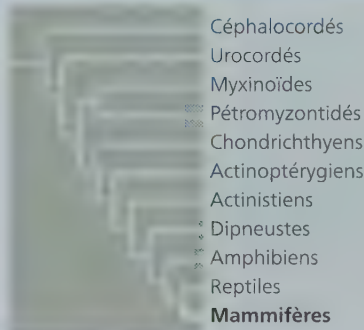 Céphalocordés
Urocordés
Myxinoïdes
Pétromyzontidés
Chondrichthyens
Actinoptérygiens
Actinistiens
Dipneustes
Amphibiens
Reptiles
Mammifères